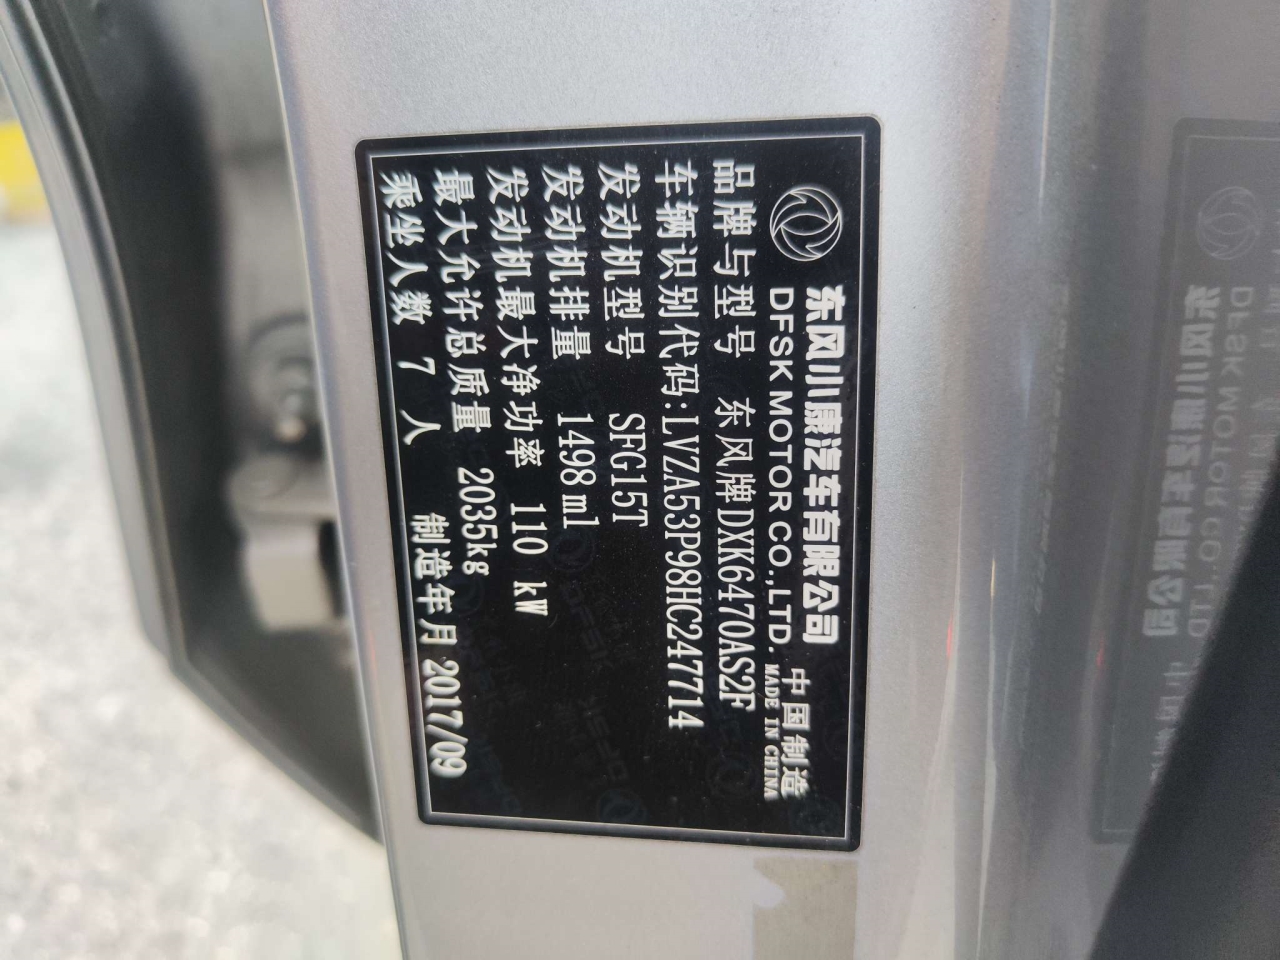 东风小康汽车有限公司
DFSK MOTOR CO.,LTD.
中国制造
MADE IN CHINA
品牌与型号 东风牌DXK6470AS2F
车辆识别代码:LVZA53P98HC247714
发动机型号 SFG15T
发动机排量 1498ml
发动机最大净功率 110 kW
最大允许总质量 2035kg
乘坐人数 7 人 制造年月 2017/09